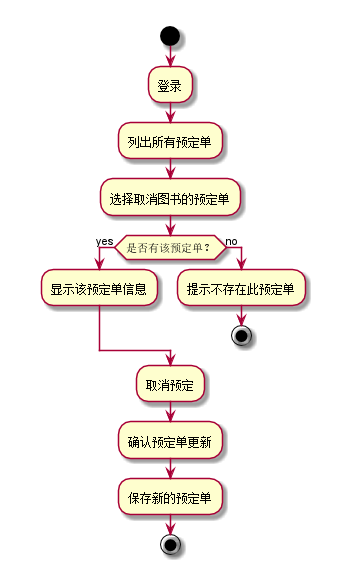 登录
列出所有预定单
选择取消图书的预定单
yes
是否有该预定单？
no
显示该预定单信息
提示不存在此预定单
取消预定
确认预定单更新
保存新的预定单